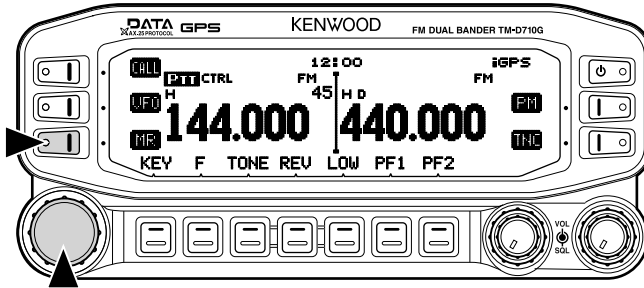 DATA GPS KENWOOD FM DUAL BANDER TM-D710G
AX.25 PROTOCOL
CALL 12:00 iGPS
PTT CTRL FM FM
VFO H 45 H D PM
MR 144.000 440.000 TNC
KEY F TONE REV LOW PF1 PF2
VOL
SQL